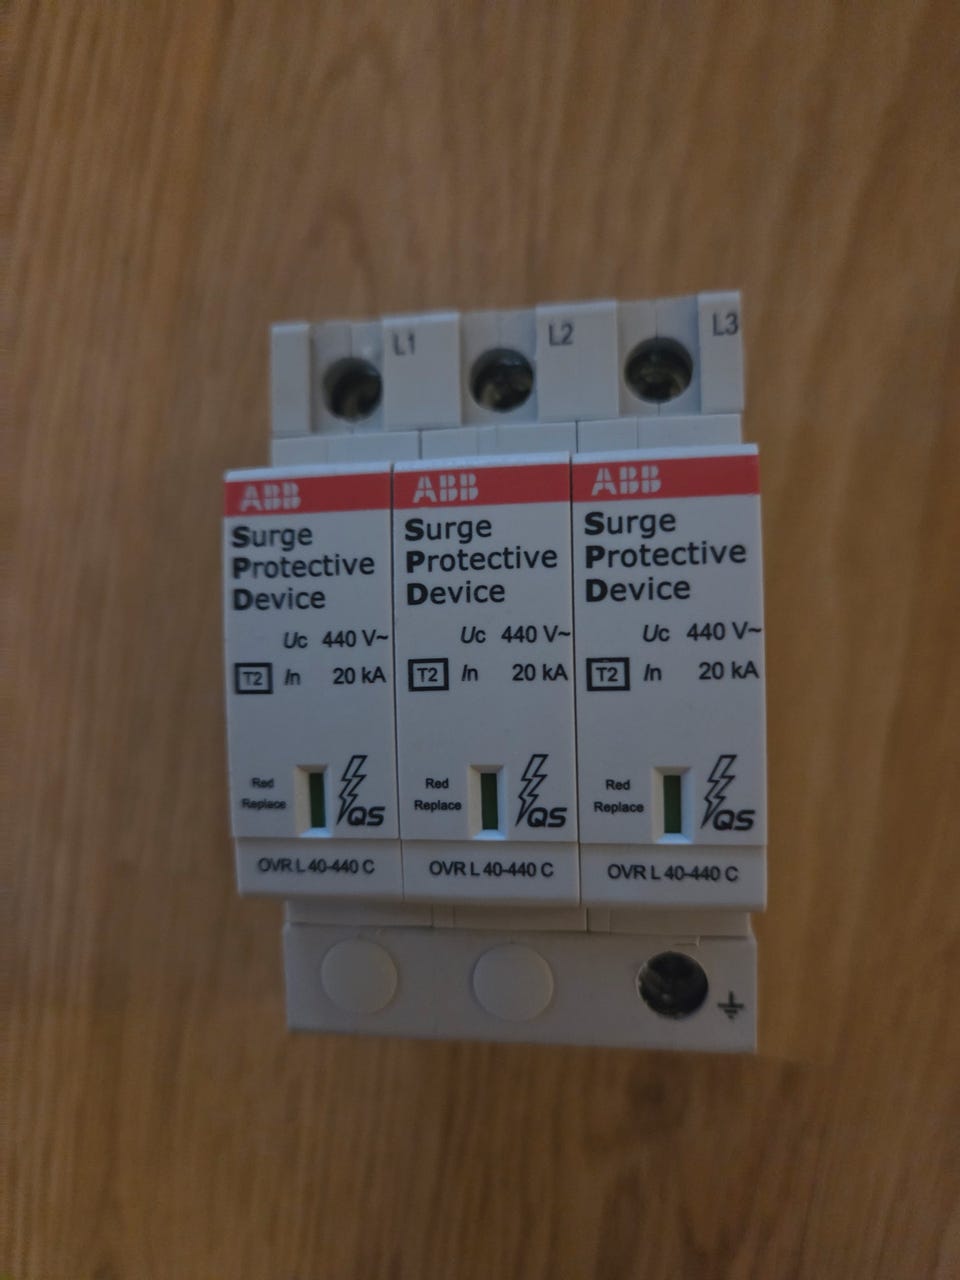 L1
L2
L3
ABB
Surge
Protective
Device
Uc 440 V~
T2 In 20 kA
Red
Replace
QS
OVR L 40-440 C
ABB
Surge
Protective
Device
Uc 440 V~
T2 In 20 kA
Red
Replace
QS
OVR L 40-440 C
ABB
Surge
Protective
Device
Uc 440 V~
T2 In 20 kA
Red
Replace
QS
OVR L 40-440 C